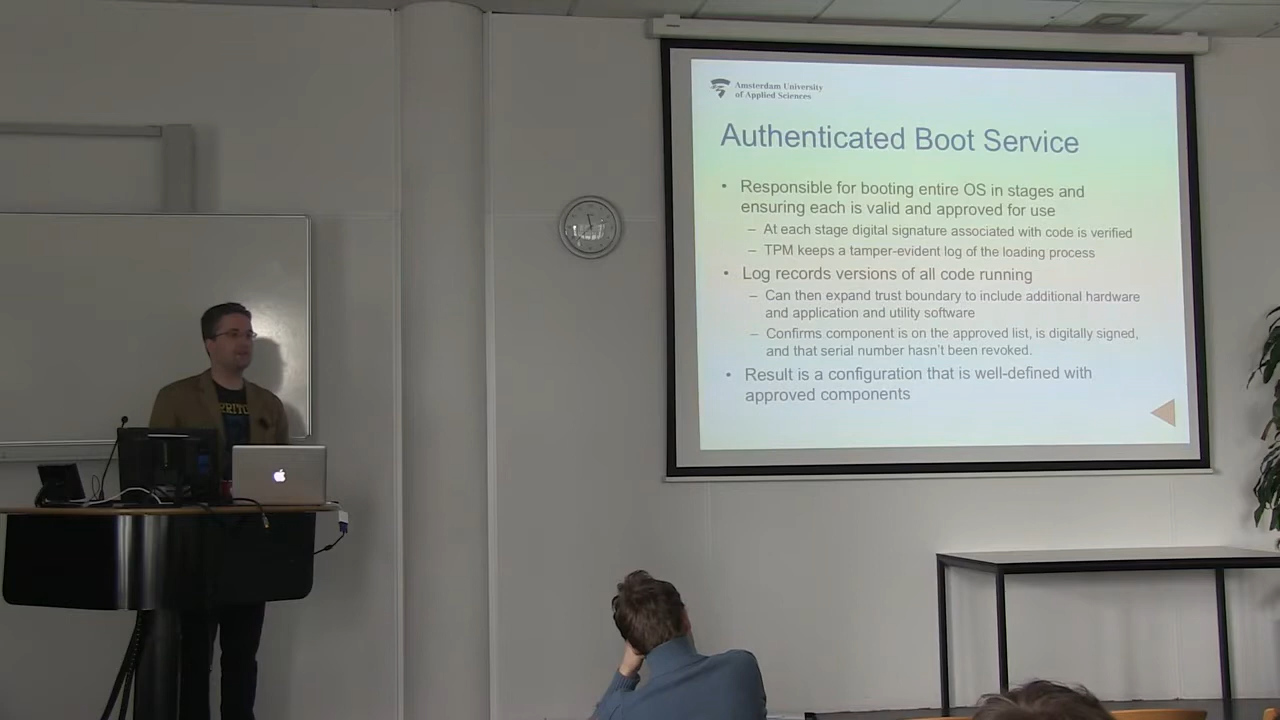 Amsterdam University
of Applied Sciences
Authenticated Boot Service
• Responsible for booting entire OS in stages and
ensuring each is valid and approved for use
– At each stage digital signature associated with code is verified
– TPM keeps a tamper-evident log of the loading process
• Log records versions of all code running
– Can then expand trust boundary to include additional hardware
and application and utility software
– Confirms component is on the approved list, is digitally signed,
and that serial number hasn't been revoked.
• Result is a configuration that is well-defined with
approved components